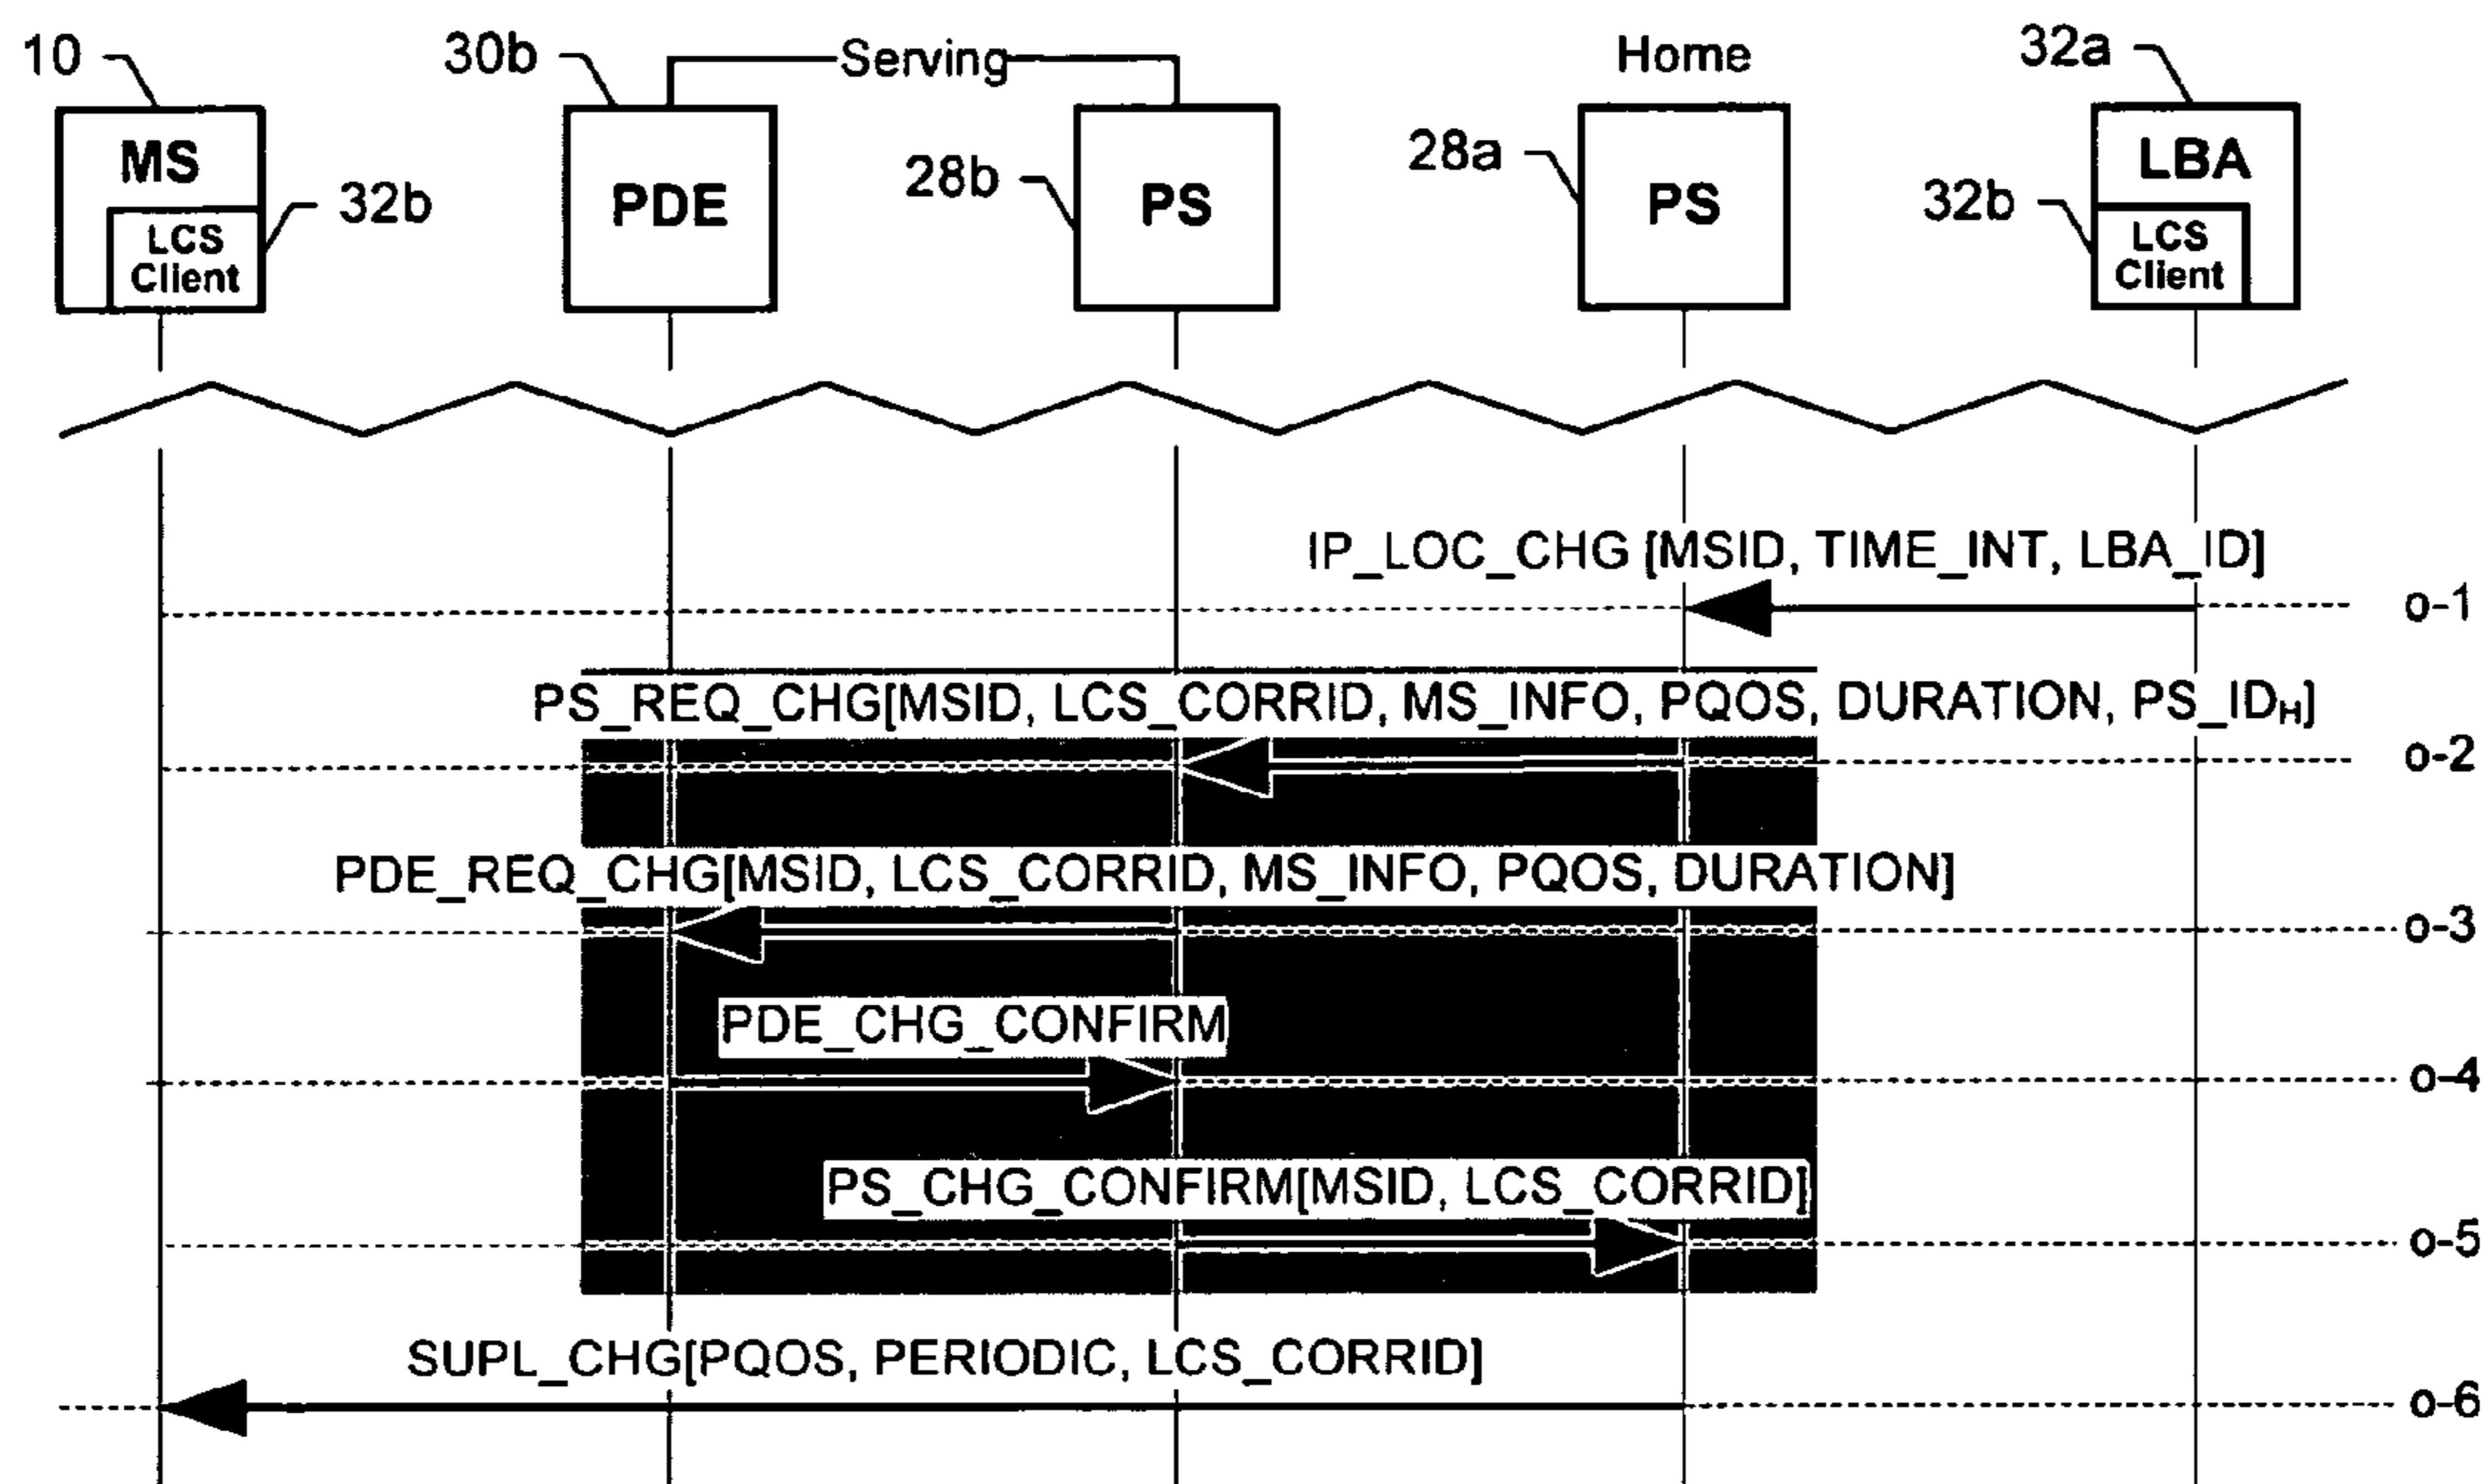 10
30b
Serving
Home
32a
MS
LCS
Client
32b
PDE
28b
PS
28a
PS
LBA
32b
LCS
Client
IP_LOC_CHG [MSID, TIME_INT, LBA_ID]
o-1
PS_REQ_CHG[MSID, LCS_CORRID, MS_INFO, PQOS, DURATION, PS_IDH]
o-2
PDE_REQ_CHG[MSID, LCS_CORRID, MS_INFO, PQOS, DURATION]
o-3
PDE_CHG_CONFIRM
o-4
PS_CHG_CONFIRM[MSID, LCS_CORRID]
o-5
SUPL_CHG[PQOS, PERIODIC, LCS_CORRID]
o-6